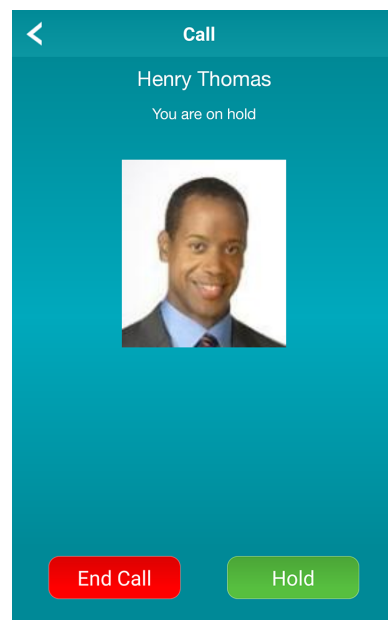 Call
Henry Thomas
You are on hold
End Call
Hold